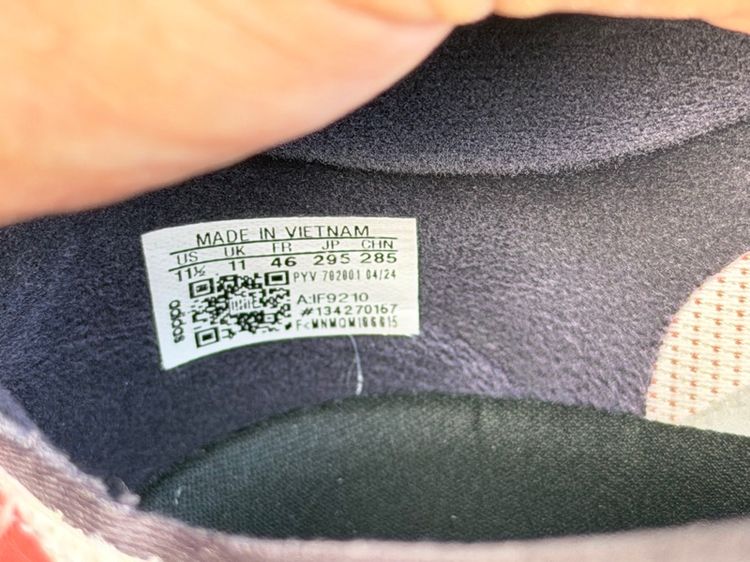 MADE IN VIETNAM
US UK FR JP CHN
11½ 11 46 295 285
PYV 702001 04/24
adidas
A:IF9210
#134270167